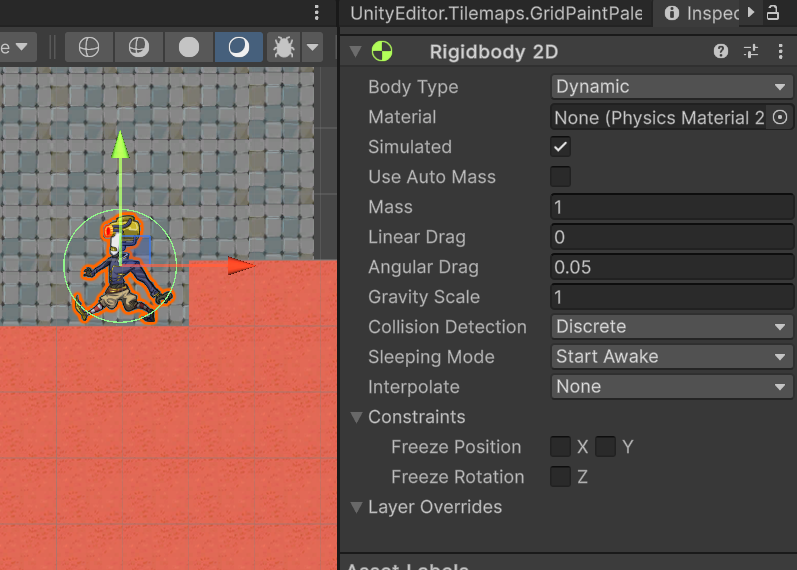 UnityEditor.Tilemaps.GridPaintPale
Inspec
e
Rigidbody 2D
Body Type Dynamic
Material None (Physics Material 2
Simulated
Use Auto Mass
Mass 1
Linear Drag 0
Angular Drag 0.05
Gravity Scale 1
Collision Detection Discrete
Sleeping Mode Start Awake
Interpolate None
Constraints
Freeze Position X Y
Freeze Rotation Z
Layer Overrides
Asset Labels